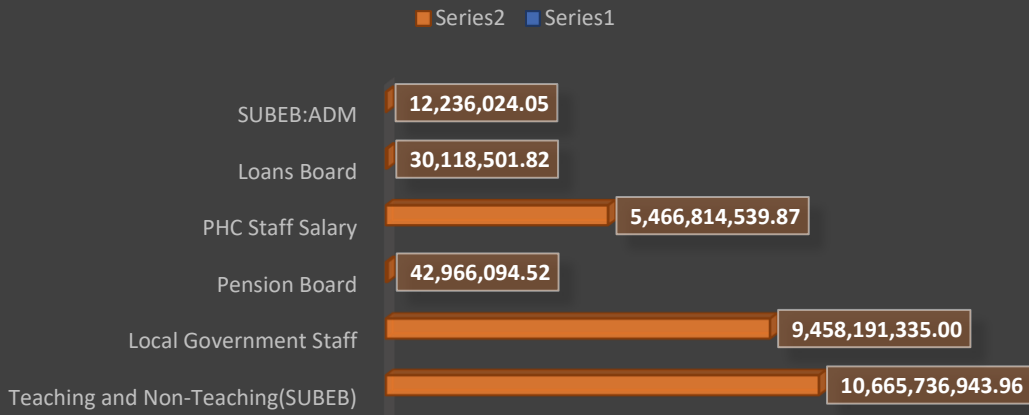 Series2 Series1
SUBEB:ADM 12,236,024.05
Loans Board 30,118,501.82
PHC Staff Salary 5,466,814,539.87
Pension Board 42,966,094.52
Local Government Staff 9,458,191,335.00
Teaching and Non-Teaching(SUBEB) 10,665,736,943.96